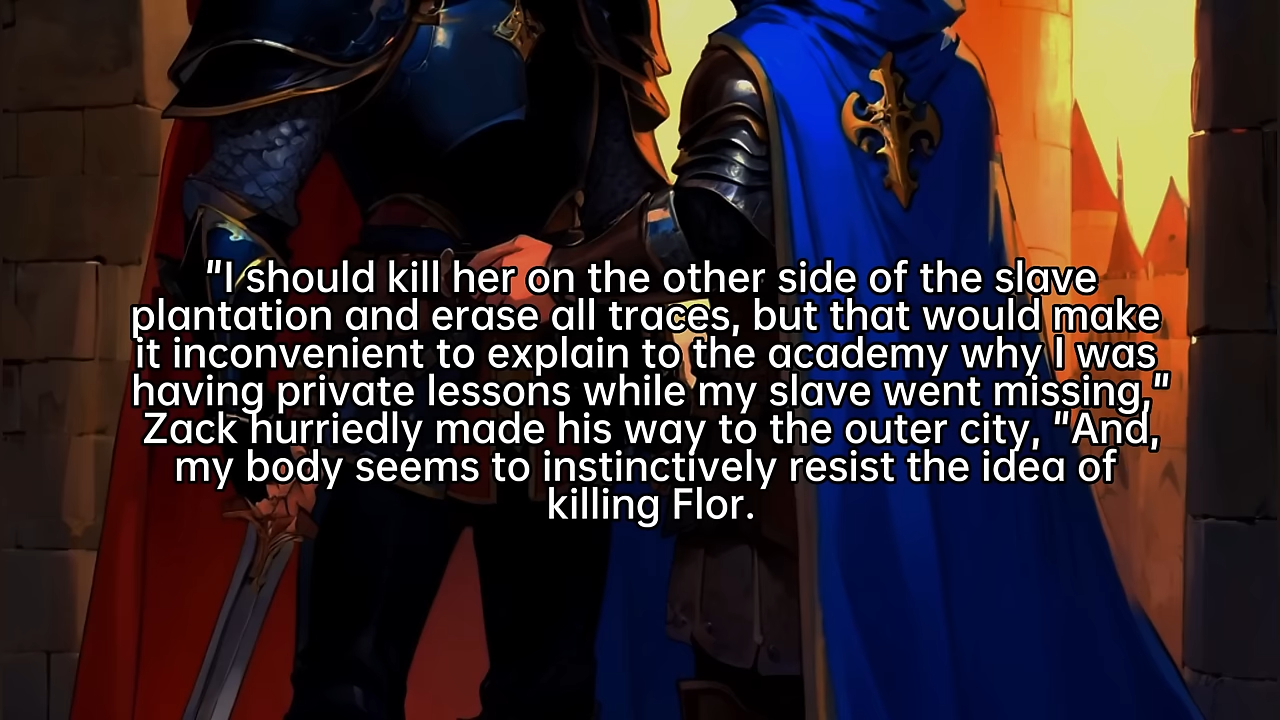 "I should kill her on the other side of the slave
plantation and erase all traces, but that would make
it inconvenient to explain to the academy why I was
having private lessons while my slave went missing,"
Zack hurriedly made his way to the outer city, "And,
my body seems to instinctively resist the idea of
killing Flor.